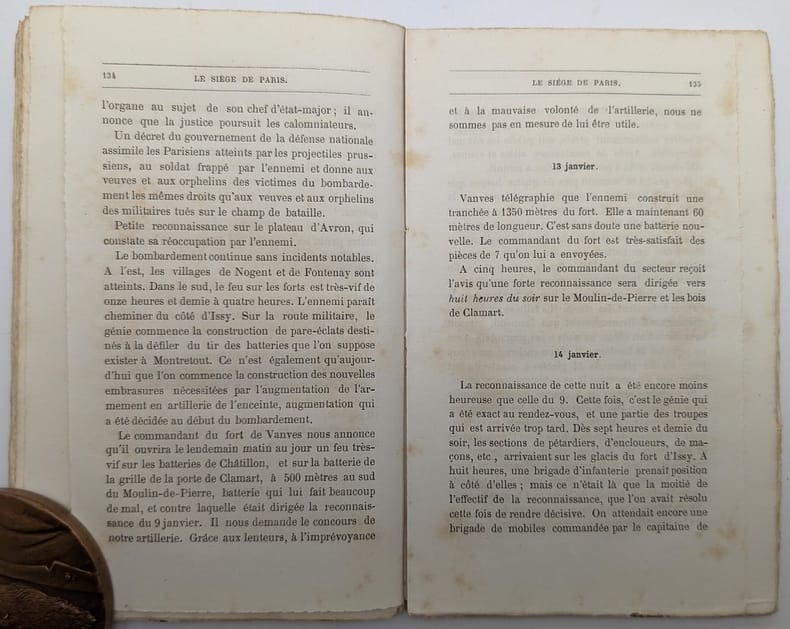 134
LE SIÉGE DE PARIS.
l'organe au sujet de son chef d'état-major ; il an-
nonce que la justice poursuit les calomniateurs.
Un décret du gouvernement de la défense nationale
assimile les Parisiens atteints par les projectiles prus-
siens, au soldat frappé par l'ennemi et donne aux
veuves et aux orphelins des victimes du bombarde-
ment les mêmes droits qu'aux veuves et aux orphelins
des militaires tués sur le champ de bataille.
Petite reconnaissance sur le plateau d'Avron, qui
constate sa réoccupation par l'ennemi.
Le bombardement continue sans incidents notables.
A l'est, les villages de Nogent et de Fontenay sont
atteints. Dans le sud, le feu sur les forts est très-vif de
onze heures et demie à quatre heures. L'ennemi paraît
cheminer du côté d'Issy. Sur la route militaire, le
génie commence la construction de pare-éclats desti-
nés à la défiler du tir des batteries que l'on suppose
exister à Montretout. Ce n'est également qu'aujour-
d'hui que l'on commence la construction des nouvelles
embrasures nécessitées par l'augmentation de l'ar-
mement en artillerie de l'enceinte, augmentation qui
a été décidée au début du bombardement.
Le commandant du fort de Vanves nous annonce
qu'il ouvrira le lendemain matin au jour un feu très-
vif sur les batteries de Châtillon, et sur la batterie de
la grille de la porte de Clamart, à 500 mètres au sud
du Moulin-de-Pierre, batterie qui lui fait beaucoup
de mal, et contre laquelle était dirigée la reconnais-
sance du 9 janvier. Il nous demande le concours de
notre artillerie. Grâce aux lenteurs, à l'imprévoyance
LE SIÉGE DE PARIS.
135
et à la mauvaise volonté de l'artillerie, nous ne
sommes pas en mesure de lui être utile.
13 janvier.
Vanves télégraphie que l'ennemi construit une
tranchée à 1350 mètres du fort. Elle a maintenant 60
mètres de longueur. C'est sans doute une batterie nou-
velle. Le commandant du fort est très-satisfait des
pièces de 7 qu'on lui a envoyées.
A cinq heures, le commandant du secteur reçoit
l'avis qu'une forte reconnaissance sera dirigée vers
huit heures du soir sur le Moulin-de-Pierre et les bois
de Clamart.
14 janvier.
La reconnaissance de cette nuit a été encore moins
heureuse que celle du 9. Cette fois, c'est le génie qui
a été exact au rendez-vous, et une partie des troupes
qui est arrivée trop tard. Dès sept heures et demie du
soir, les sections de pétardiers, d'encloueurs, de ma-
çons, etc., arrivaient sur les glacis du fort d'Issy. A
huit heures, une brigade d'infanterie prenait position
à côté d'elles ; mais ce n'était là que la moitié de
l'effectif de la reconnaissance, que l'on avait résolu
cette fois de rendre décisive. On attendait encore une
brigade de mobiles commandée par le capitaine de